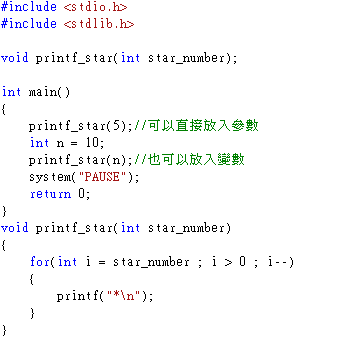 #include <stdio.h>
#include <stdlib.h>

void printf_star(int star_number);

int main()
{
    printf_star(5);//可以直接放入參數
    int n = 10;
    printf_star(n);//也可以放入變數
    system("PAUSE");
    return 0;
}
void printf_star(int star_number)
{
    for(int i = star_number ; i > 0 ; i--)
    {
        printf("*\n");
    }
}